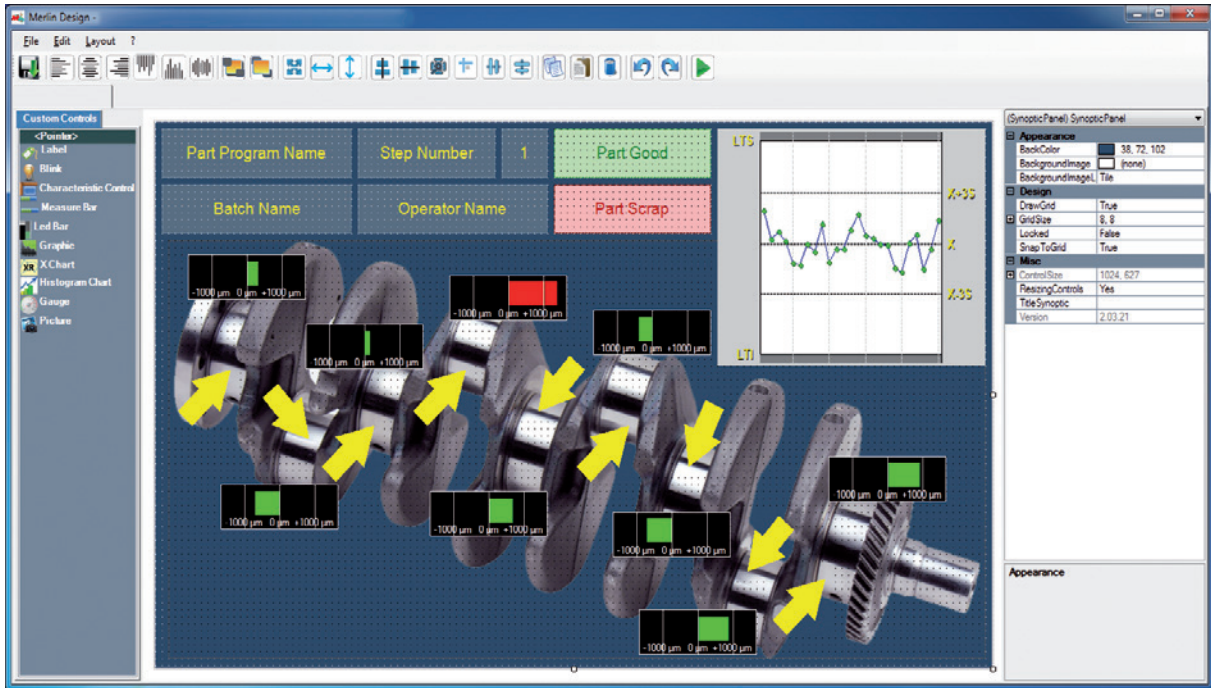 Merlin Design -
File Edit Layout ?
Custom Controls
<Pointer>
Label
Blink
Characteristic Control
Measure Bar
Led Bar
Graphic
X Chart
Histogram Chart
Gauge
Picture
Part Program Name Step Number 1 Part Good
Batch Name Operator Name Part Scrap
LTS
X+3S
X
X-3S
LTI
-1000 µm 0 µm +1000 µm
-1000 µm 0 µm +1000 µm
-1000 µm 0 µm +1000 µm
-1000 µm 0 µm +1000 µm
-1000 µm 0 µm +1000 µm
-1000 µm 0 µm +1000 µm
-1000 µm 0 µm +1000 µm
-1000 µm 0 µm +1000 µm
-1000 µm 0 µm +1000 µm
(SynopticPanel) SynopticPanel
Appearance
BackColor 38, 72, 102
BackgroundImage (none)
BackgroundImageL Tile
Design
DrawGrid True
GridSize 8, 8
Locked False
SnapToGrid True
Misc
ControlSize 1024, 627
ResizingControls Yes
TitleSynoptic
Version 2.03.21
Appearance